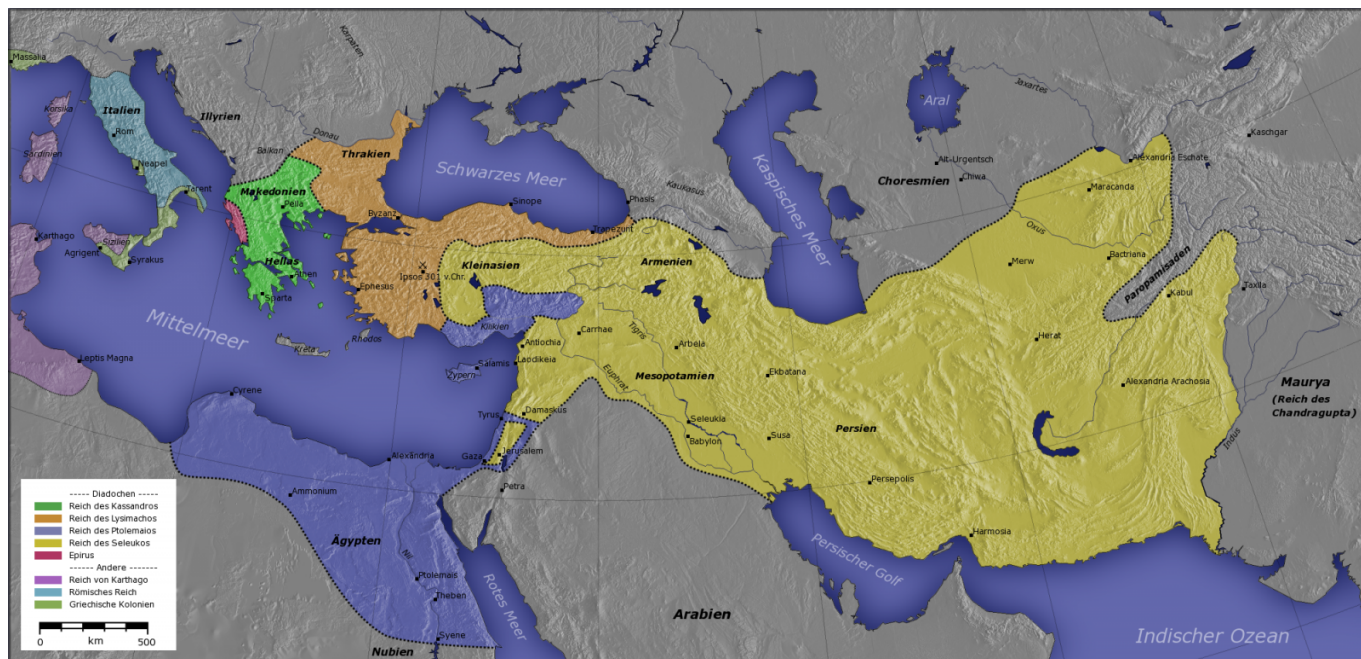 Massalia
Korsika
Sardinien
Italien
Rom
Neapel
Terent
Illyrien
Karpaten
Donau
Balkan
Thrakien
Makedonien
Pella
Hellas
Athen
Sparta
Karthago
Sizilien
Agrigent
Syrakus
Mittelmeer
Leptis Magna
Kreta
Rhodos
Byzanz
Schwarzes Meer
Sinope
Phasis
Trapezunt
Kaukasus
Ipsos 301 v.Chr.
Ephesus
Kleinasien
Kilikien
Armenien
Kaspisches Meer
Aral
Jaxartes
Kaschgar
Alt-Urgentsch
Chiwa
Choresmien
Alexandria Eschate
Maracanda
Oxus
Merw
Bactriana
Paropamisaden
Kabul
Taxila
Herat
Alexandria Arachosia
Maurya
(Reich des
Chandragupta)
Indus
Carrhae
Tigris
Arbela
Antiochia
Laodikeia
Salamis
Zypern
Euphrat
Mesopotamien
Ekbatana
Tyrus
Damaskus
Seleukia
Babylon
Susa
Persien
Jerusalem
Gaza
Petra
Persepolis
Harmosia
Persischer Golf
Cyrene
Alexandria
Ammonium
Ägypten
Nil
Ptolemais
Theben
Syene
Nubien
Rotes Meer
Arabien
Indischer Ozean
----- Diadochen -----
Reich des Kassandros
Reich des Lysimachos
Reich des Ptolemaios
Reich des Seleukos
Epirus
----- Andere -----
Reich von Karthago
Römisches Reich
Griechische Kolonien
0 km 500